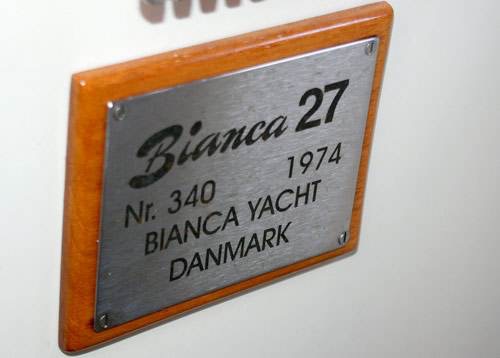 Bianca 27
Nr. 340 1974
BIANCA YACHT
DANMARK